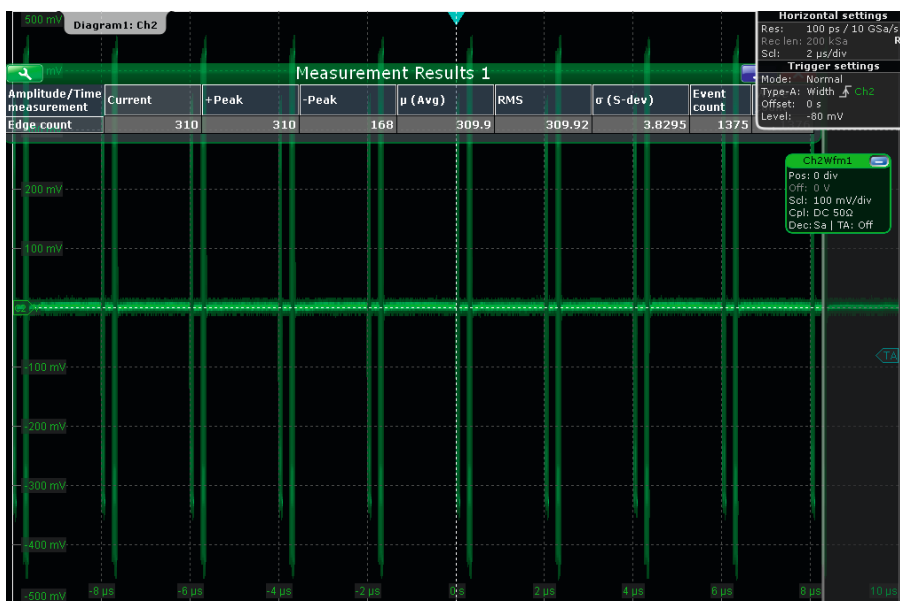 500 mV
Diagram1: Ch2
Horizontal settings
Res: 100 ps / 10 GSa/s
Rec len: 200 kSa R
Scl: 2 µs/div
Trigger settings
Mode: Normal
Type-A: Width Ch2
Offset: 0 s
Level: -80 mV
mV
Measurement Results 1
Amplitude/Time measurement Current +Peak -Peak µ (Avg) RMS σ (S-dev) Event count
Edge count 310 310 168 309.9 309.92 3.8295 1375
Ch2Wfm1
Pos: 0 div
Off: 0 V
Scl: 100 mV/div
Cpl: DC 50Ω
Dec: Sa | TA: Off
200 mV
100 mV
TA
-100 mV
-200 mV
-300 mV
-400 mV
-500 mV
-8 µs -6 µs -4 µs -2 µs 0 s 2 µs 4 µs 6 µs 8 µs 10 µs